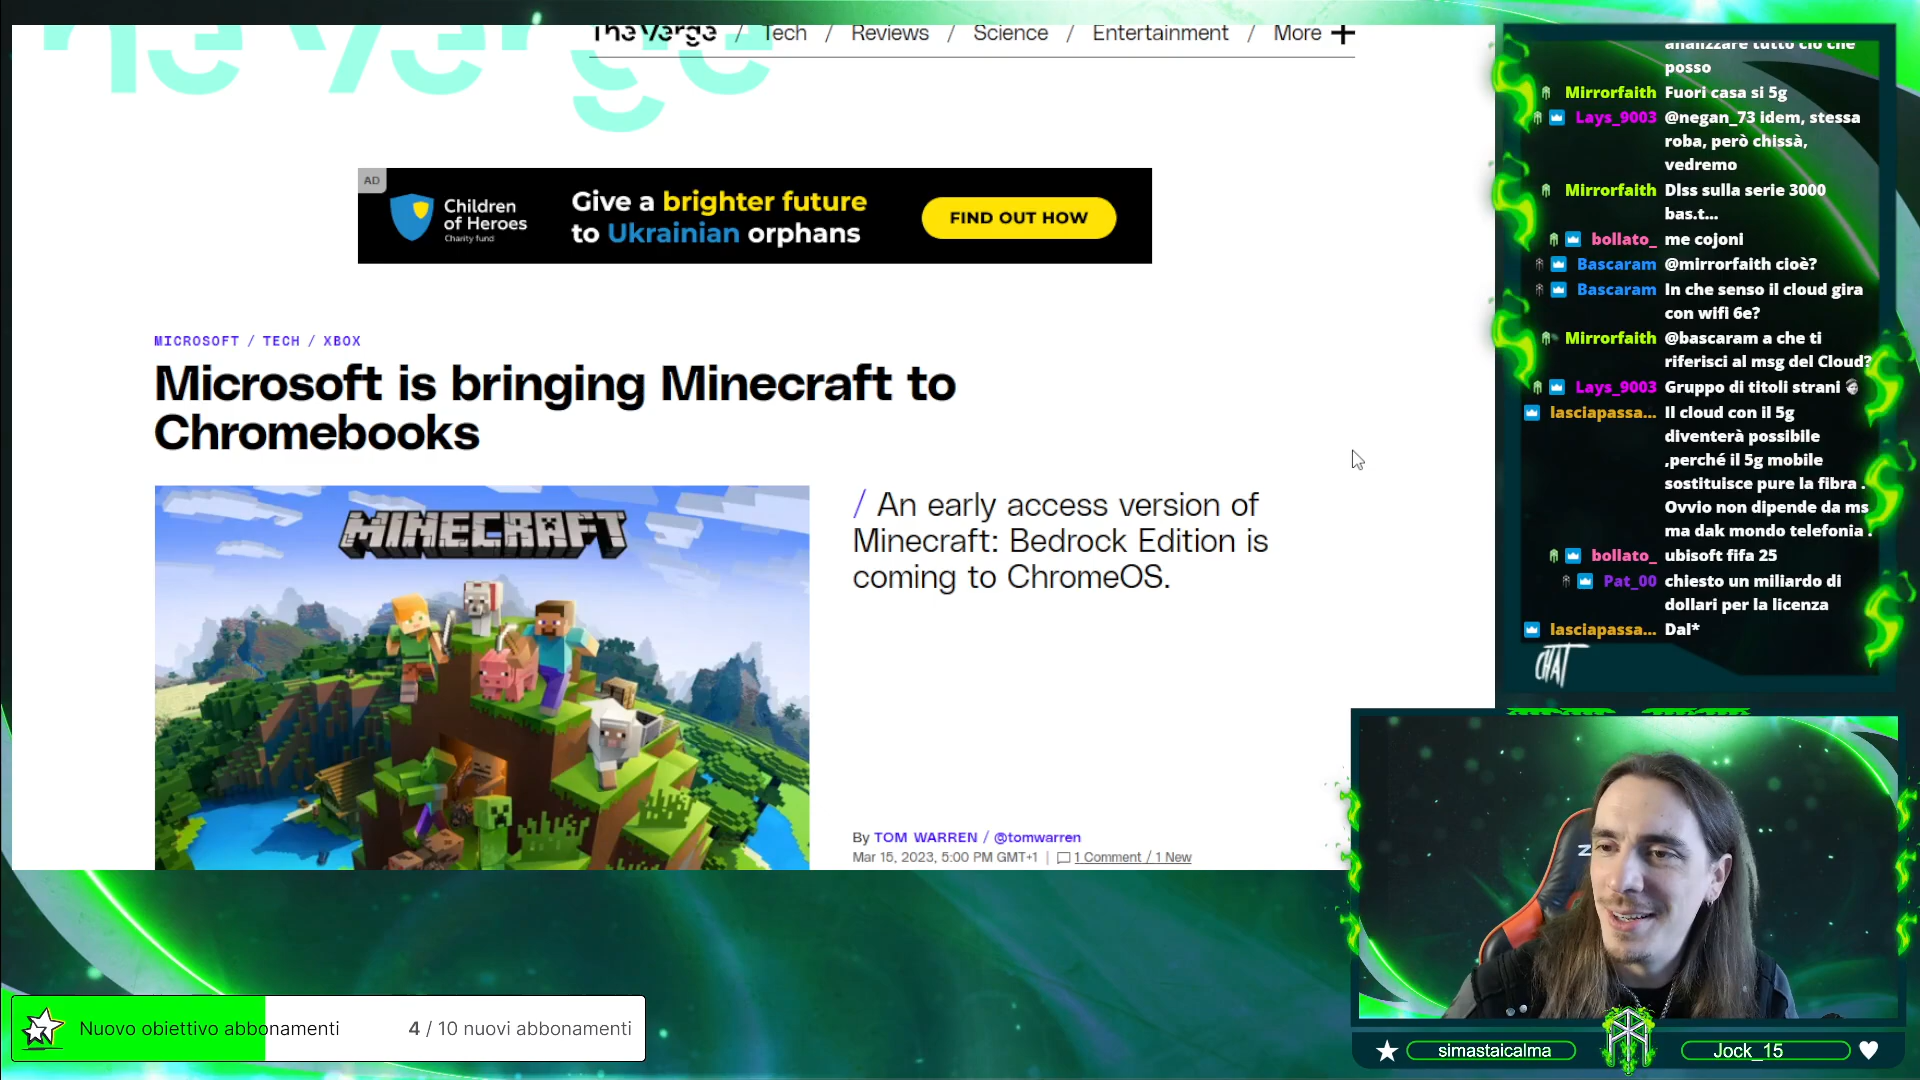 The Verge
The Verge / Tech / Reviews / Science / Entertainment / More +
AD
Children
of Heroes
Charity fund
Give a brighter future
to Ukrainian orphans
FIND OUT HOW
MICROSOFT / TECH / XBOX
Microsoft is bringing Minecraft to
Chromebooks
MINECRAFT
/ An early access version of
Minecraft: Bedrock Edition is
coming to ChromeOS.
By TOM WARREN / @tomwarren
Mar 15, 2023, 5:00 PM GMT+1 | 1 Comment / 1 New
analizzare tutto ciò che
posso
Mirrorfaith Fuori casa si 5g
Lays_9003 @negan_73 idem, stessa
roba, però chissà,
vedremo
Mirrorfaith Dlss sulla serie 3000
bas.t...
bollato_ me cojoni
Bascaram @mirrorfaith cioè?
Bascaram In che senso il cloud gira
con wifi 6e?
Mirrorfaith @bascaram a che ti
riferisci al msg del Cloud?
Lays_9003 Gruppo di titoli strani
lasciapassa... Il cloud con il 5g
diventerà possibile
,perché il 5g mobile
sostituisce pure la fibra .
Ovvio non dipende da ms
ma dak mondo telefonia .
bollato_ ubisoft fifa 25
Pat_00 chiesto un miliardo di
dollari per la licenza
lasciapassa... Dal*
CHAT
Nuovo obiettivo abbonamenti 4 / 10 nuovi abbonamenti
simastaicalma
Jock_15